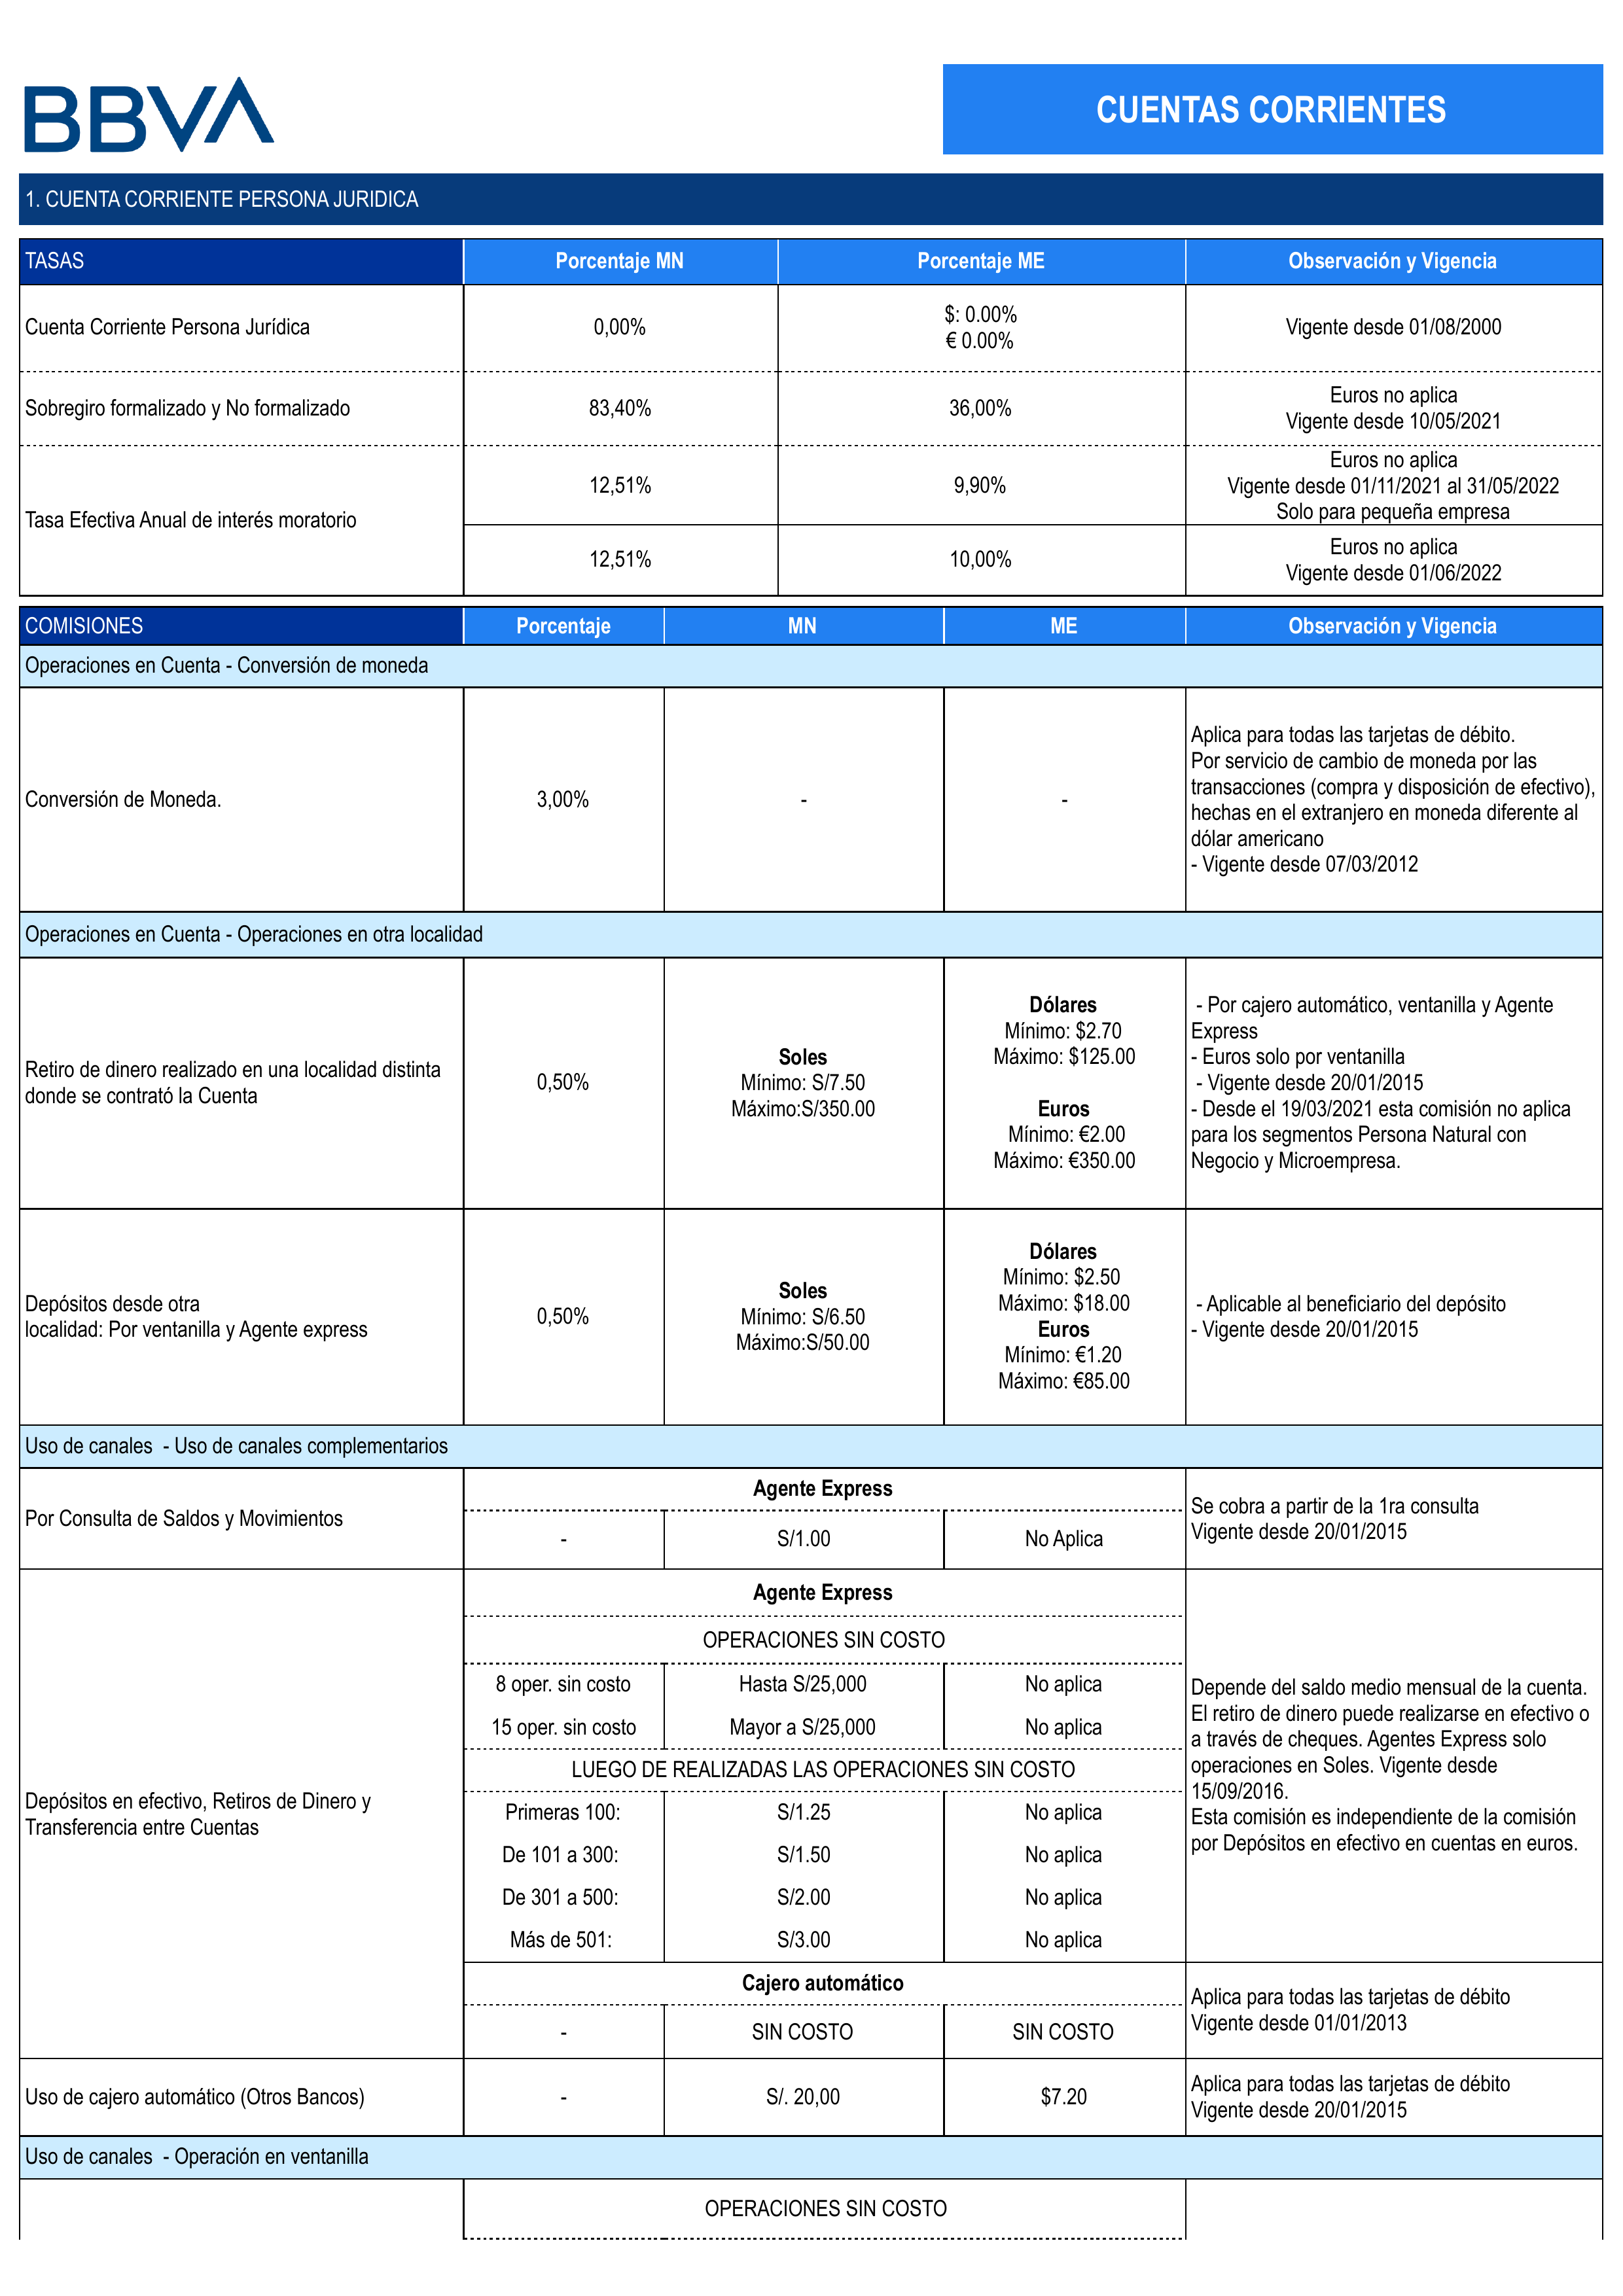 BBVA
CUENTAS CORRIENTES
1. CUENTA CORRIENTE PERSONA JURIDICA
TASAS Porcentaje MN Porcentaje ME Observación y Vigencia
Cuenta Corriente Persona Jurídica 0,00% $: 0.00% Vigente desde 01/08/2000
€ 0.00%
Sobregiro formalizado y No formalizado 83,40% 36,00% Euros no aplica
Vigente desde 10/05/2021
Tasa Efectiva Anual de interés moratorio
12,51% 9,90% Euros no aplica
Vigente desde 01/11/2021 al 31/05/2022
Solo para pequeña empresa
12,51% 10,00% Euros no aplica
Vigente desde 01/06/2022
COMISIONES Porcentaje MN ME Observación y Vigencia
Operaciones en Cuenta - Conversión de moneda
Conversión de Moneda. 3,00% - -
Aplica para todas las tarjetas de débito.
Por servicio de cambio de moneda por las
transacciones (compra y disposición de efectivo),
hechas en el extranjero en moneda diferente al
dólar americano
- Vigente desde 07/03/2012
Operaciones en Cuenta - Operaciones en otra localidad
Retiro de dinero realizado en una localidad distinta
donde se contrató la Cuenta
0,50%
Soles
Mínimo: S/7.50
Máximo:S/350.00
Dólares
Mínimo: $2.70
Máximo: $125.00
Euros
Mínimo: €2.00
Máximo: €350.00
- Por cajero automático, ventanilla y Agente
Express
- Euros solo por ventanilla
- Vigente desde 20/01/2015
- Desde el 19/03/2021 esta comisión no aplica
para los segmentos Persona Natural con
Negocio y Microempresa.
Depósitos desde otra
localidad: Por ventanilla y Agente express
0,50%
Soles
Mínimo: S/6.50
Máximo:S/50.00
Dólares
Mínimo: $2.50
Máximo: $18.00
Euros
Mínimo: €1.20
Máximo: €85.00
- Aplicable al beneficiario del depósito
- Vigente desde 20/01/2015
Uso de canales - Uso de canales complementarios
Por Consulta de Saldos y Movimientos
Agente Express
- S/1.00 No Aplica
Se cobra a partir de la 1ra consulta
Vigente desde 20/01/2015
Depósitos en efectivo, Retiros de Dinero y
Transferencia entre Cuentas
Agente Express
OPERACIONES SIN COSTO
8 oper. sin costo Hasta S/25,000 No aplica
15 oper. sin costo Mayor a S/25,000 No aplica
LUEGO DE REALIZADAS LAS OPERACIONES SIN COSTO
Primeras 100: S/1.25 No aplica
De 101 a 300: S/1.50 No aplica
De 301 a 500: S/2.00 No aplica
Más de 501: S/3.00 No aplica
Depende del saldo medio mensual de la cuenta.
El retiro de dinero puede realizarse en efectivo o
a través de cheques. Agentes Express solo
operaciones en Soles. Vigente desde
15/09/2016.
Esta comisión es independiente de la comisión
por Depósitos en efectivo en cuentas en euros.
Cajero automático
- SIN COSTO SIN COSTO
Aplica para todas las tarjetas de débito
Vigente desde 01/01/2013
Uso de cajero automático (Otros Bancos) - S/. 20,00 $7.20
Aplica para todas las tarjetas de débito
Vigente desde 20/01/2015
Uso de canales - Operación en ventanilla
OPERACIONES SIN COSTO